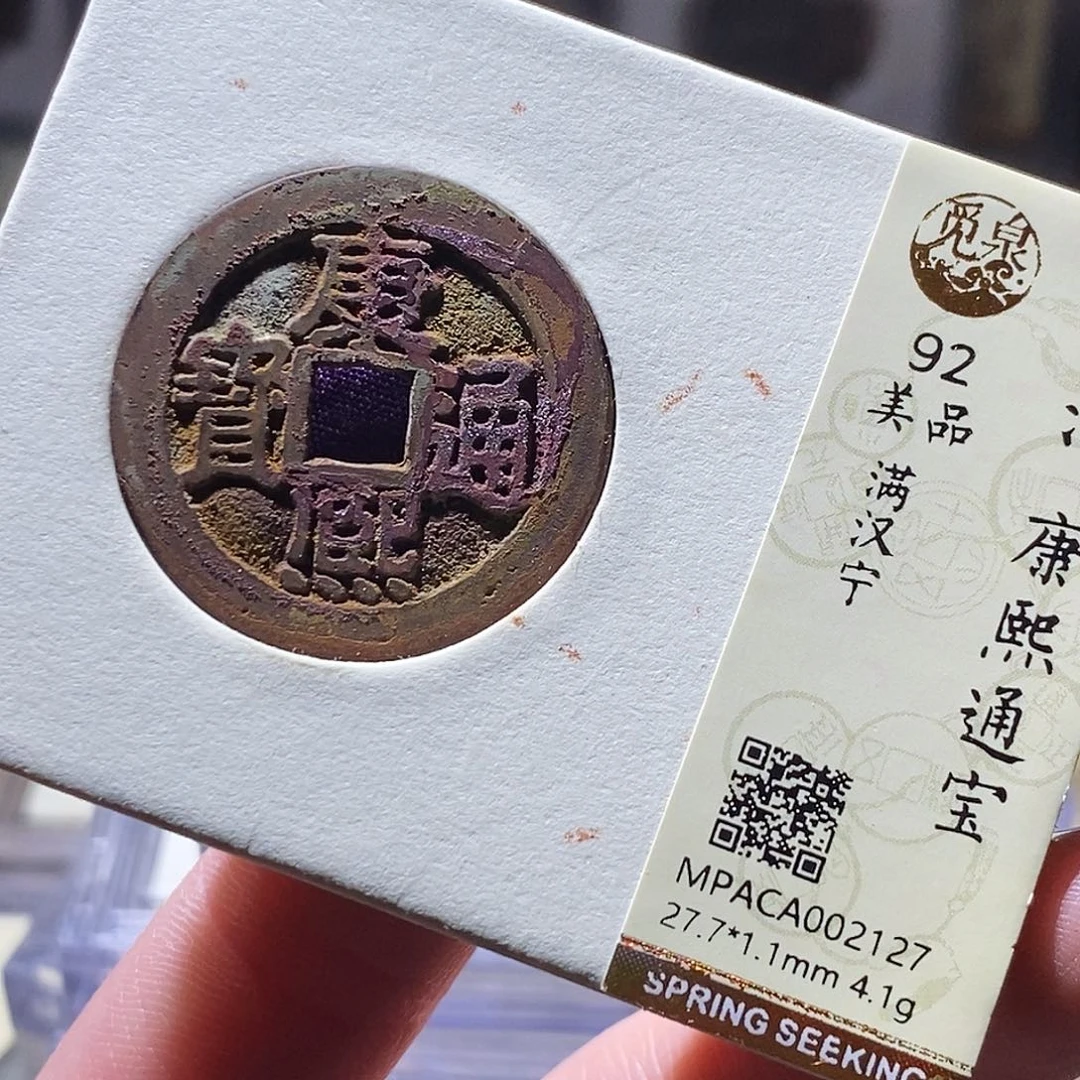 康熙通寶
觅泉
92
美品
满汉宁
康熙通宝
MPACA002127
27.7*1.1mm 4.1g
SPRING SEEKING